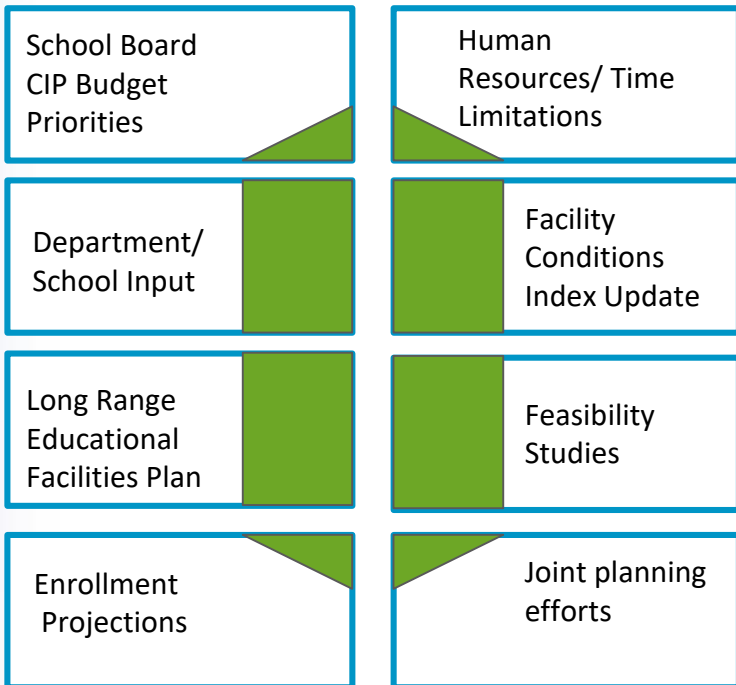 School Board
CIP Budget
Priorities
Human
Resources/ Time
Limitations
Department/
School Input
Facility
Conditions
Index Update
Long Range
Educational
Facilities Plan
Feasibility
Studies
Enrollment
Projections
Joint planning
efforts